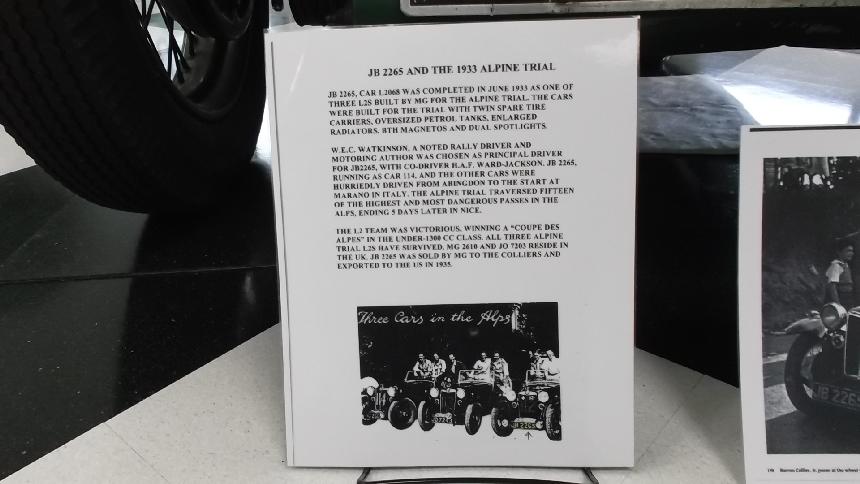 JB 2265 AND THE 1933 ALPINE TRIAL
JB 2265, CAR L2068 WAS COMPLETED IN JUNE 1933 AS ONE OF
THREE L2S BUILT BY MG FOR THE ALPINE TRIAL. THE CARS
WERE BUILT FOR THE TRIAL WITH TWIN SPARE TIRE
CARRIERS, OVERSIZED PETROL TANKS, ENLARGED
RADIATORS, BTH MAGNETOS AND DUAL SPOTLIGHTS.
W.E.C. WATKINSON, A NOTED RALLY DRIVER AND
MOTORING AUTHOR WAS CHOSEN AS PRINCIPAL DRIVER
FOR JB2265, WITH CO-DRIVER H.A.F. WARD-JACKSON. JB 2265,
RUNNING AS CAR 114, AND THE OTHER CARS WERE
HURRIEDLY DRIVEN FROM ABINGDON TO THE START AT
MARANO IN ITALY. THE ALPINE TRIAL TRAVERSED FIFTEEN
OF THE HIGHEST AND MOST DANGEROUS PASSES IN THE
ALPS, ENDING 5 DAYS LATER IN NICE.
THE L2 TEAM WAS VICTORIOUS, WINNING A "COUPE DES
ALPES" IN THE UNDER-1300 CC CLASS. ALL THREE ALPINE
TRIAL L2S HAVE SURVIVED. MG 2610 AND JO 7203 RESIDE IN
THE UK. JB 2265 WAS SOLD BY MG TO THE COLLIERS AND
EXPORTED TO THE US IN 1935.
Three Cars in the Alps
JB 2265